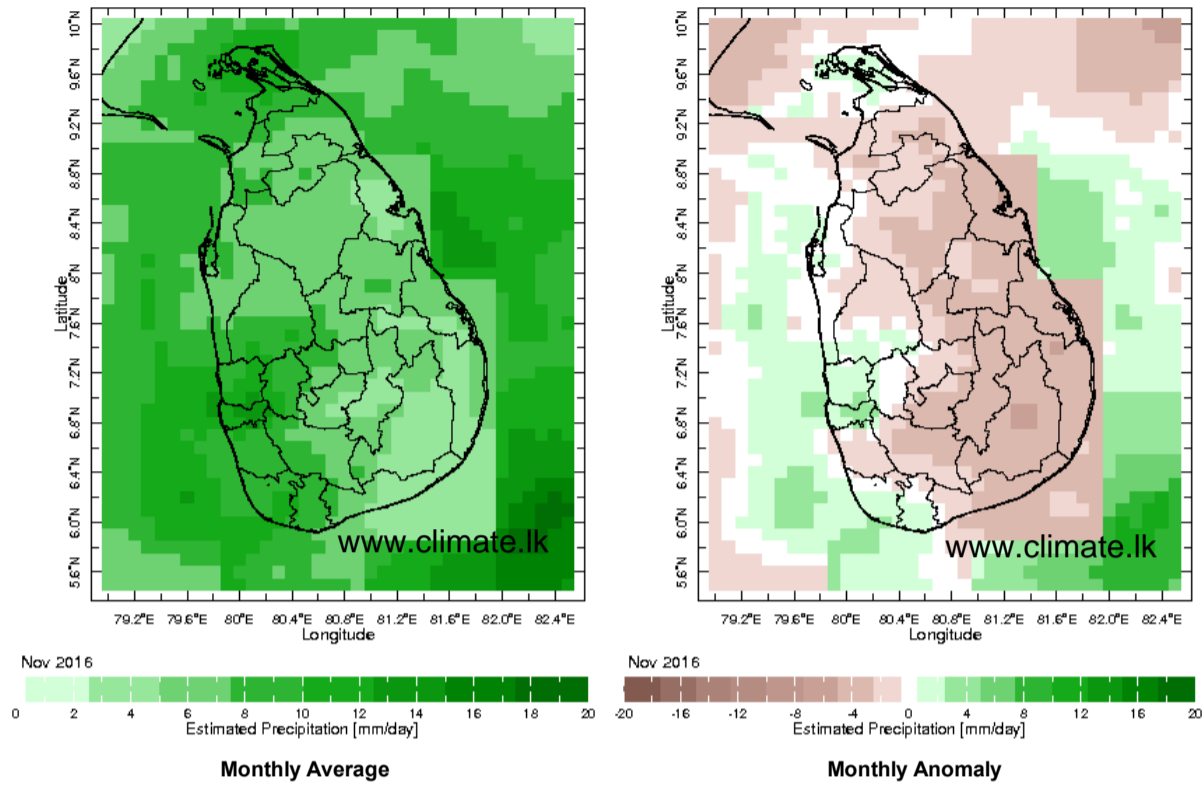 10°N
9.6°N
9.2°N
8.8°N
8.4°N
8°N
7.6°N
7.2°N
6.8°N
6.4°N
6.0°N
5.6°N
Latitude
www.climate.lk
79.2°E 79.6°E 80°E 80.4°E 80.8°E 81.2°E 81.6°E 82.0°E 82.4°E
Longitude
Nov 2016
0 2 4 6 8 10 12 14 16 18 20
Estimated Precipitation [mm/day]
Monthly Average
10°N
9.6°N
9.2°N
8.8°N
8.4°N
8°N
7.6°N
7.2°N
6.8°N
6.4°N
6.0°N
5.6°N
Latitude
www.climate.lk
79.2°E 79.6°E 80°E 80.4°E 80.8°E 81.2°E 81.6°E 82.0°E 82.4°E
Longitude
Nov 2016
-20 -16 -12 -8 -4 0 4 8 12 16 20
Estimated Precipitation [mm/day]
Monthly Anomaly